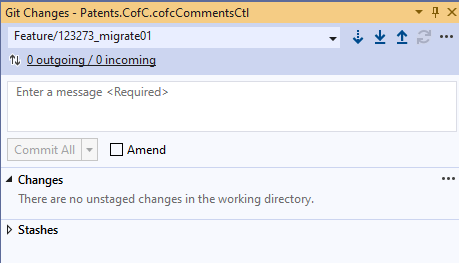 Git Changes - Patents.CofC.cofcCommentsCtl
Feature/123273_migrate01
0 outgoing / 0 incoming
Enter a message <Required>
Commit All
Amend
Changes
There are no unstaged changes in the working directory.
Stashes